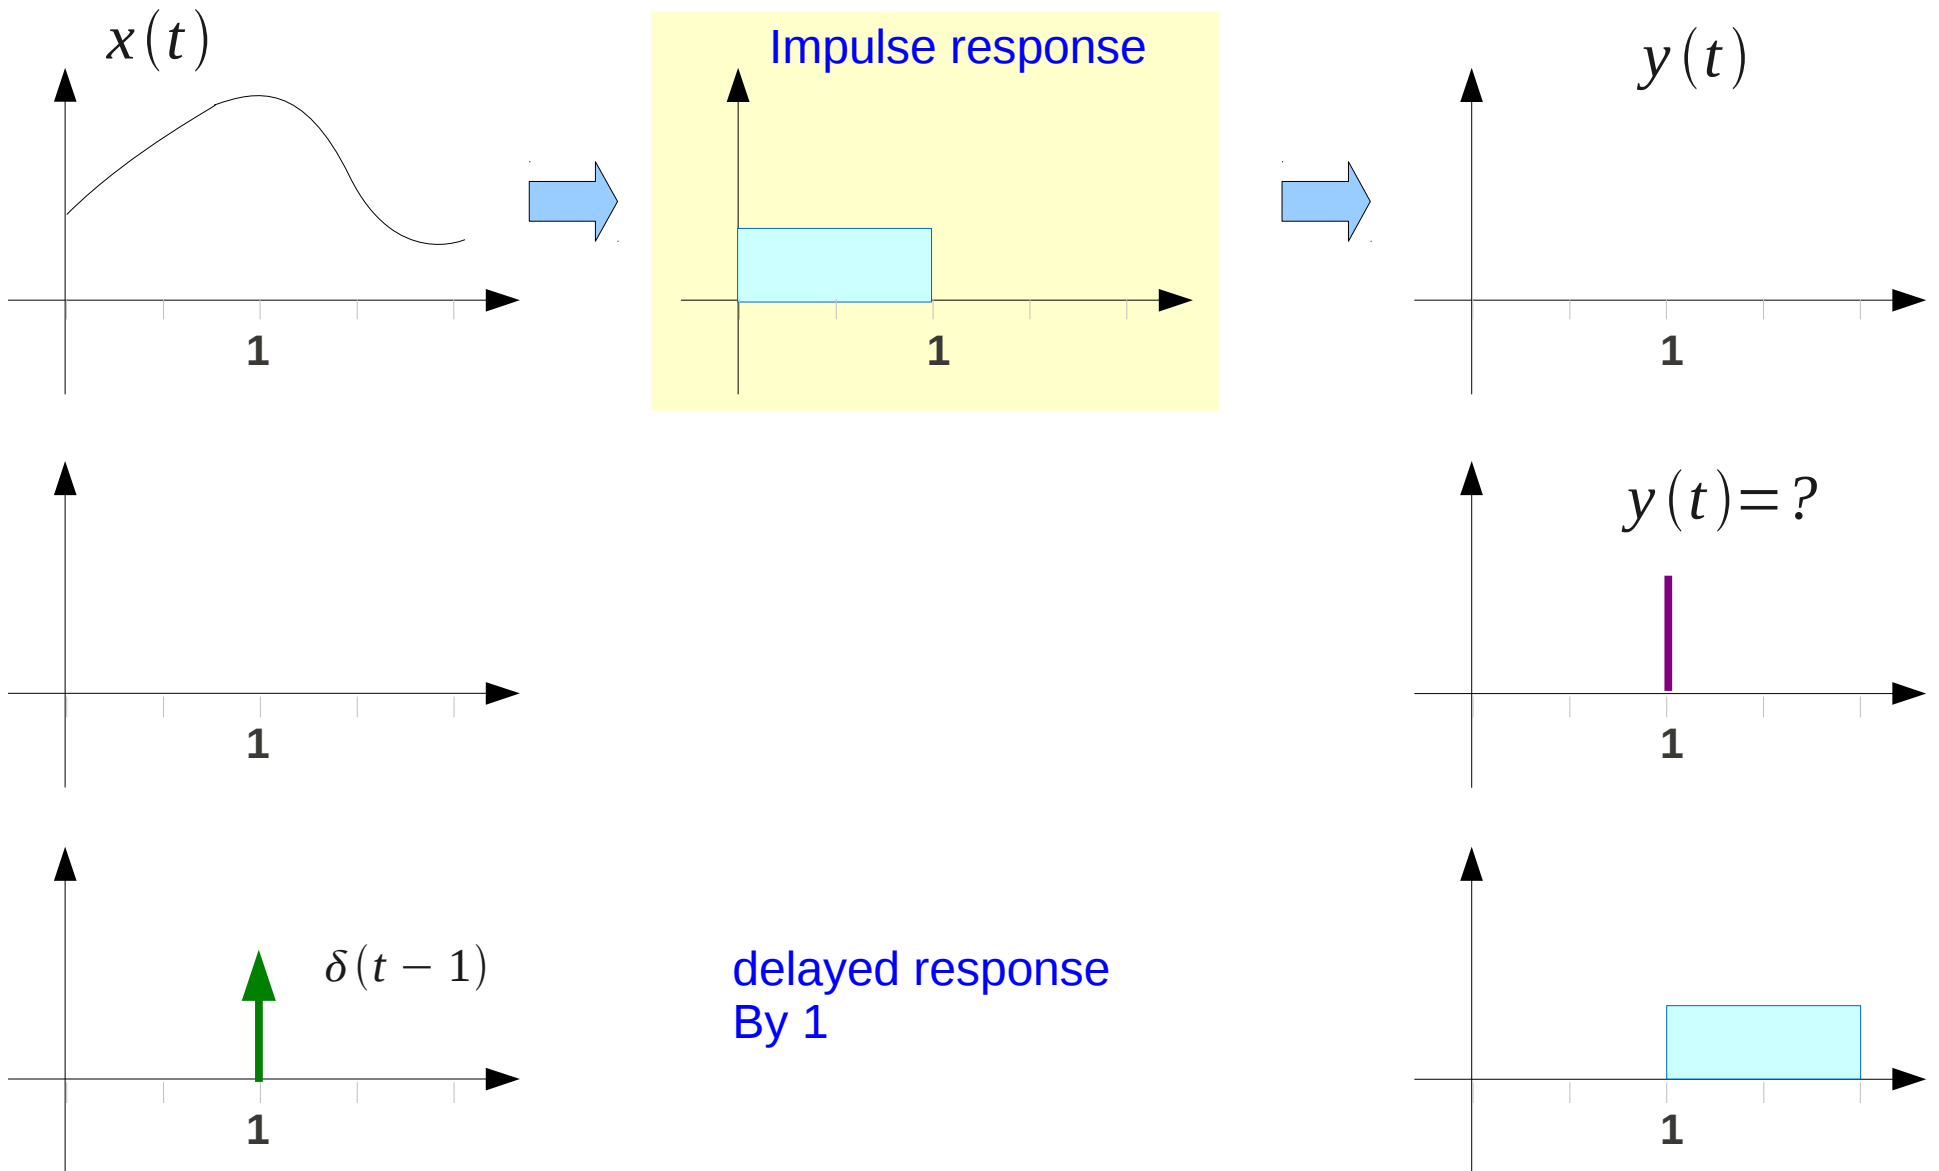 x(t)
Impulse response
y(t)
1
1
1
y(t)=?
1
1
δ(t − 1)
delayed response
By 1
1
1